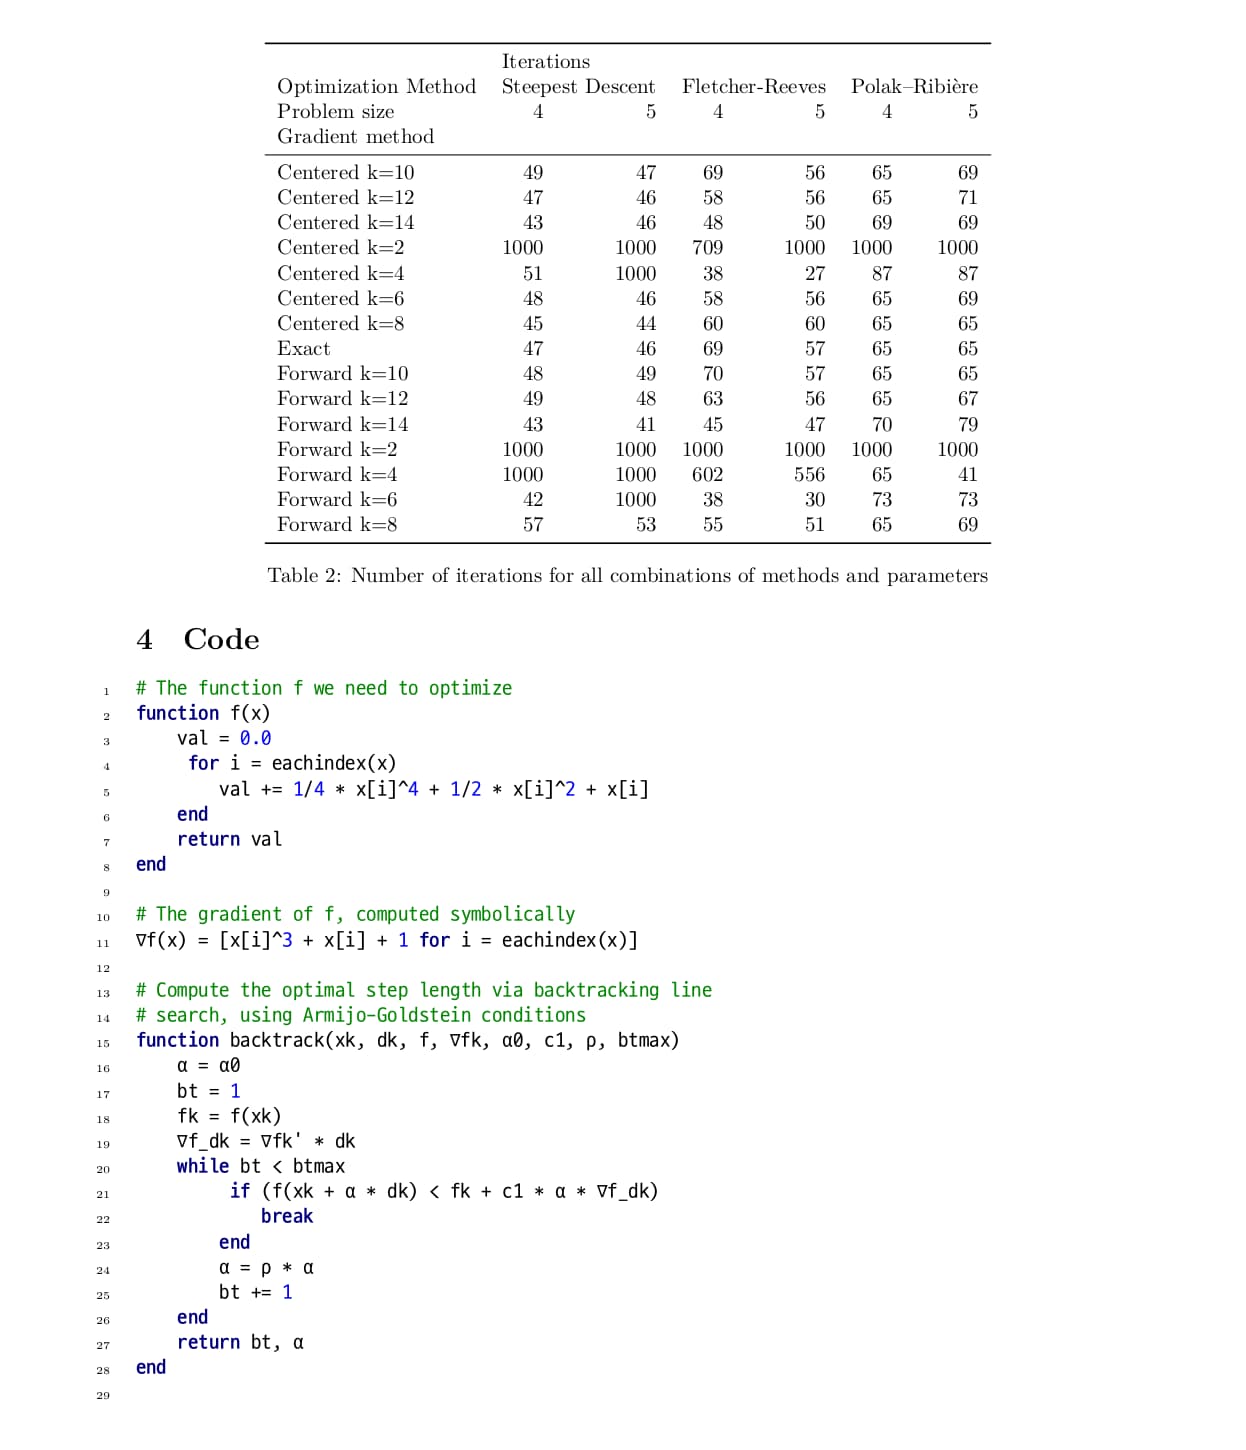 Iterations
Optimization Method Steepest Descent Fletcher-Reeves Polak–Ribière
Problem size 4 5 4 5 4 5
Gradient method
Centered k=10 49 47 69 56 65 69
Centered k=12 47 46 58 56 65 71
Centered k=14 43 46 48 50 69 69
Centered k=2 1000 1000 709 1000 1000 1000
Centered k=4 51 1000 38 27 87 87
Centered k=6 48 46 58 56 65 69
Centered k=8 45 44 60 60 65 65
Exact 47 46 69 57 65 65
Forward k=10 48 49 70 57 65 65
Forward k=12 49 48 63 56 65 67
Forward k=14 43 41 45 47 70 79
Forward k=2 1000 1000 1000 1000 1000 1000
Forward k=4 1000 1000 602 556 65 41
Forward k=6 42 1000 38 30 73 73
Forward k=8 57 53 55 51 65 69
Table 2: Number of iterations for all combinations of methods and parameters
4 Code
1 # The function f we need to optimize
2 function f(x)
3 val = 0.0
4 for i = eachindex(x)
5 val += 1/4 * x[i]^4 + 1/2 * x[i]^2 + x[i]
6 end
7 return val
8 end
9
10 # The gradient of f, computed symbolically
11 ∇f(x) = [x[i]^3 + x[i] + 1 for i = eachindex(x)]
12
13 # Compute the optimal step length via backtracking line
14 # search, using Armijo-Goldstein conditions
15 function backtrack(xk, dk, f, ∇fk, α0, c1, ρ, btmax)
16 α = α0
17 bt = 1
18 fk = f(xk)
19 ∇f_dk = ∇fk' * dk
20 while bt < btmax
21 if (f(xk + α * dk) < fk + c1 * α * ∇f_dk)
22 break
23 end
24 α = ρ * α
25 bt += 1
26 end
27 return bt, α
28 end
29